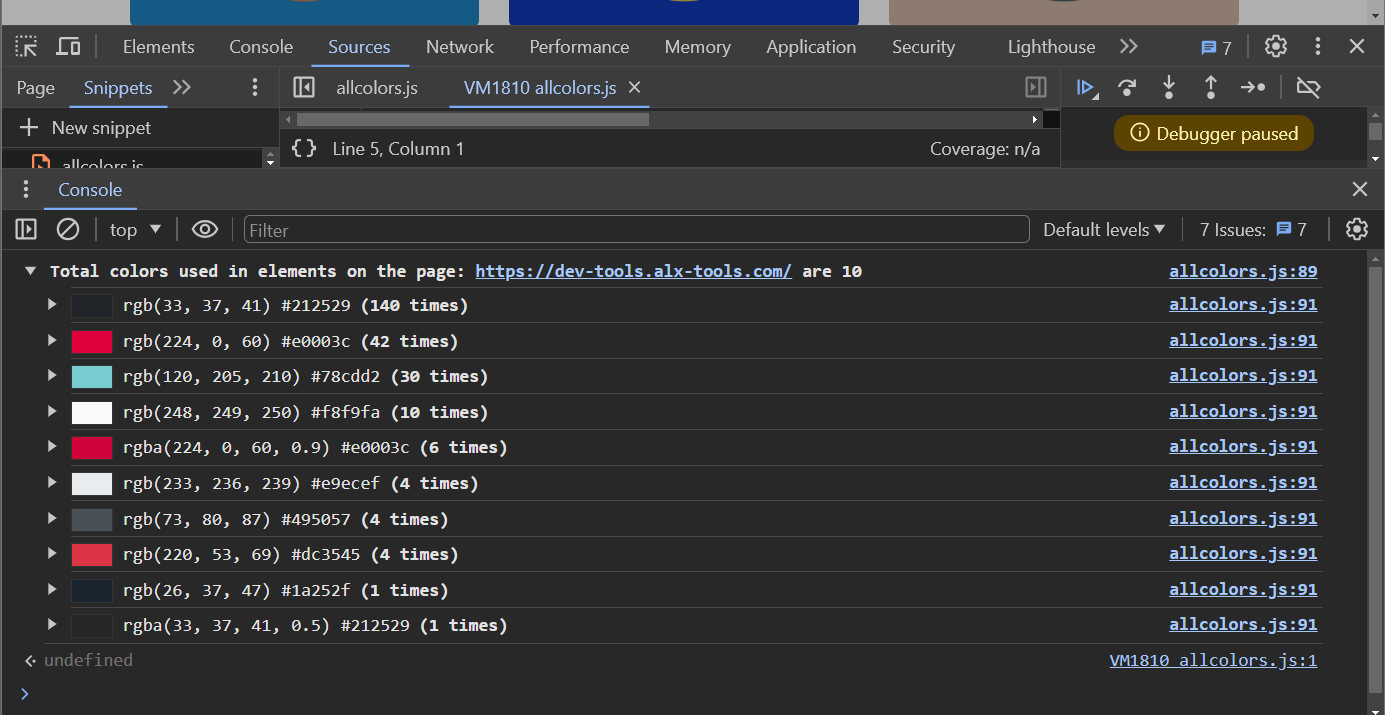 Elements Console Sources Network Performance Memory Application Security Lighthouse 7
Page Snippets allcolors.js VM1810 allcolors.js
New snippet
allcolors.js
{ } Line 5, Column 1 Coverage: n/a
Debugger paused
Console
top Filter Default levels 7 Issues: 7
Total colors used in elements on the page: https://dev-tools.alx-tools.com/ are 10 allcolors.js:89
rgb(33, 37, 41) #212529 (140 times) allcolors.js:91
rgb(224, 0, 60) #e0003c (42 times) allcolors.js:91
rgb(120, 205, 210) #78cdd2 (30 times) allcolors.js:91
rgb(248, 249, 250) #f8f9fa (10 times) allcolors.js:91
rgba(224, 0, 60, 0.9) #e0003c (6 times) allcolors.js:91
rgb(233, 236, 239) #e9ecef (4 times) allcolors.js:91
rgb(73, 80, 87) #495057 (4 times) allcolors.js:91
rgb(220, 53, 69) #dc3545 (4 times) allcolors.js:91
rgb(26, 37, 47) #1a252f (1 times) allcolors.js:91
rgba(33, 37, 41, 0.5) #212529 (1 times) allcolors.js:91
undefined VM1810 allcolors.js:1